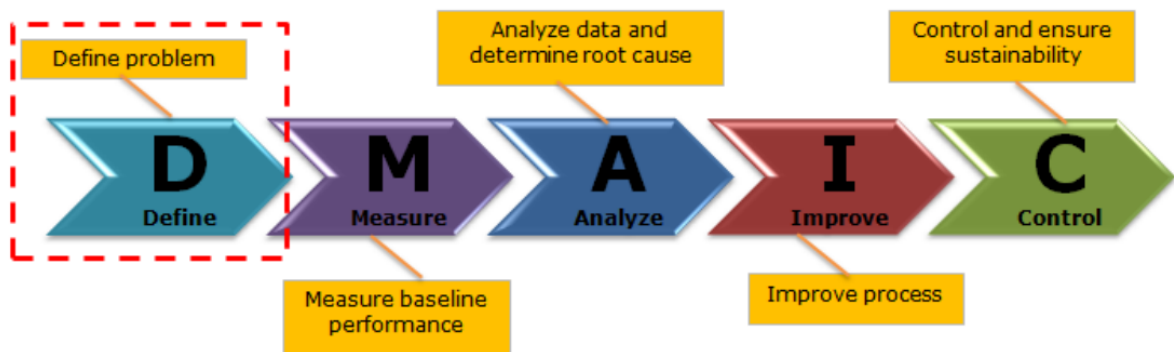 Define problem
Analyze data and
determine root cause
Control and ensure
sustainability
D
Define
M
Measure
A
Analyze
I
Improve
C
Control
Measure baseline
performance
Improve process